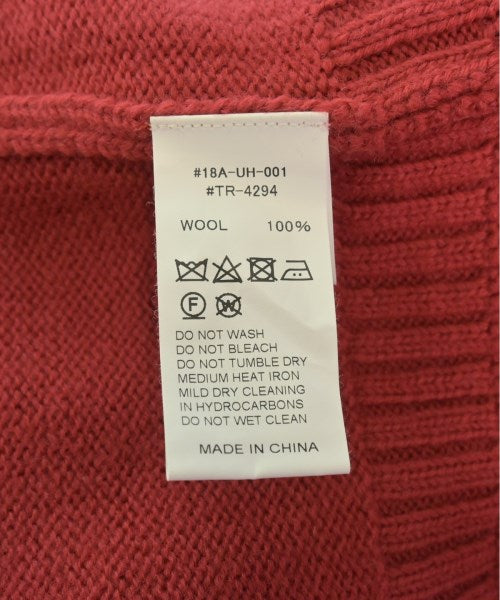 #18A-UH-001
#TR-4294
WOOL 100%
F W
DO NOT WASH
DO NOT BLEACH
DO NOT TUMBLE DRY
MEDIUM HEAT IRON
MILD DRY CLEANING
IN HYDROCARBONS
DO NOT WET CLEAN
MADE IN CHINA